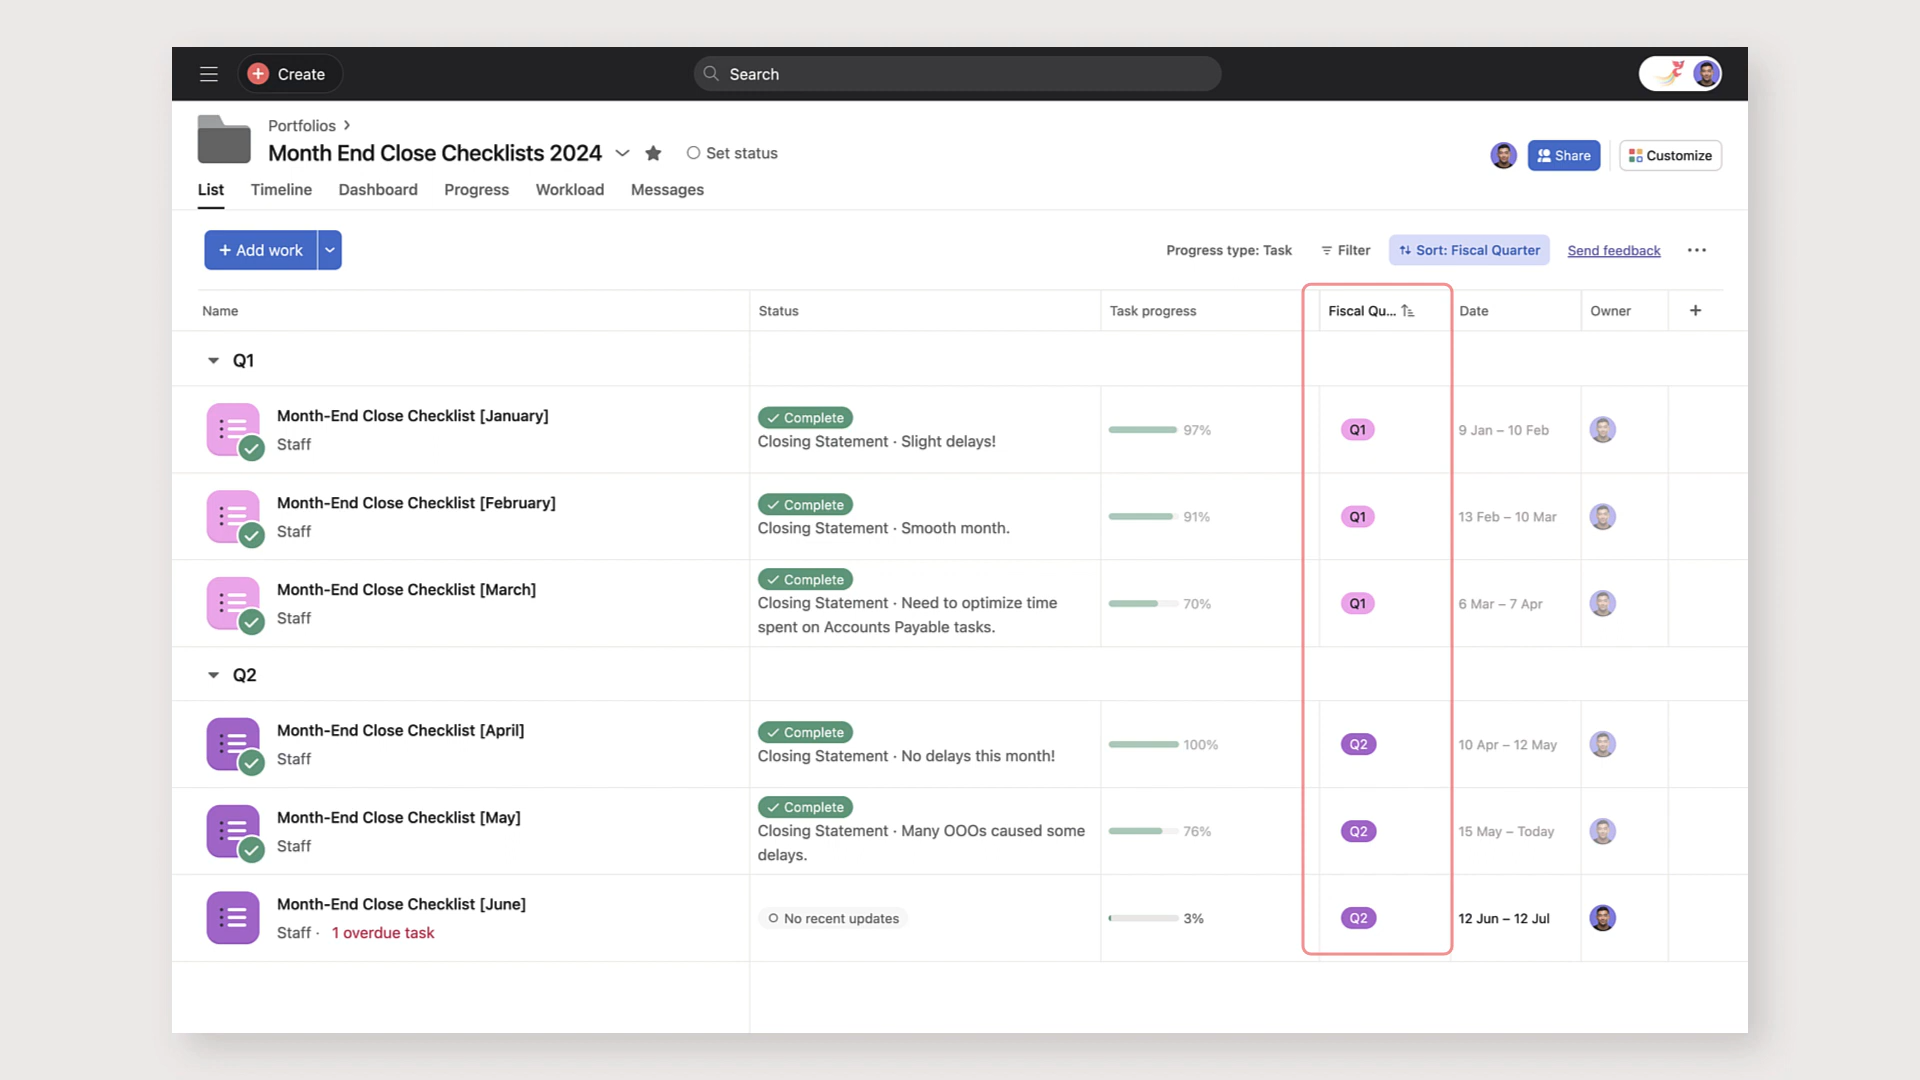 Create
Search
Portfolios
Month End Close Checklists 2024
Set status
Share
Customize
List Timeline Dashboard Progress Workload Messages
+ Add work
Progress type: Task
Filter
Sort: Fiscal Quarter
Send feedback
Name Status Task progress Fiscal Qu... Date Owner +
Q1
Month-End Close Checklist [January]
Staff
Complete
Closing Statement · Slight delays!
97%
Q1
9 Jan – 10 Feb
Month-End Close Checklist [February]
Staff
Complete
Closing Statement · Smooth month.
91%
Q1
13 Feb – 10 Mar
Month-End Close Checklist [March]
Staff
Complete
Closing Statement · Need to optimize time
spent on Accounts Payable tasks.
70%
Q1
6 Mar – 7 Apr
Q2
Month-End Close Checklist [April]
Staff
Complete
Closing Statement · No delays this month!
100%
Q2
10 Apr – 12 May
Month-End Close Checklist [May]
Staff
Complete
Closing Statement · Many OOOs caused some
delays.
76%
Q2
15 May – Today
Month-End Close Checklist [June]
Staff · 1 overdue task
No recent updates
3%
Q2
12 Jun – 12 Jul